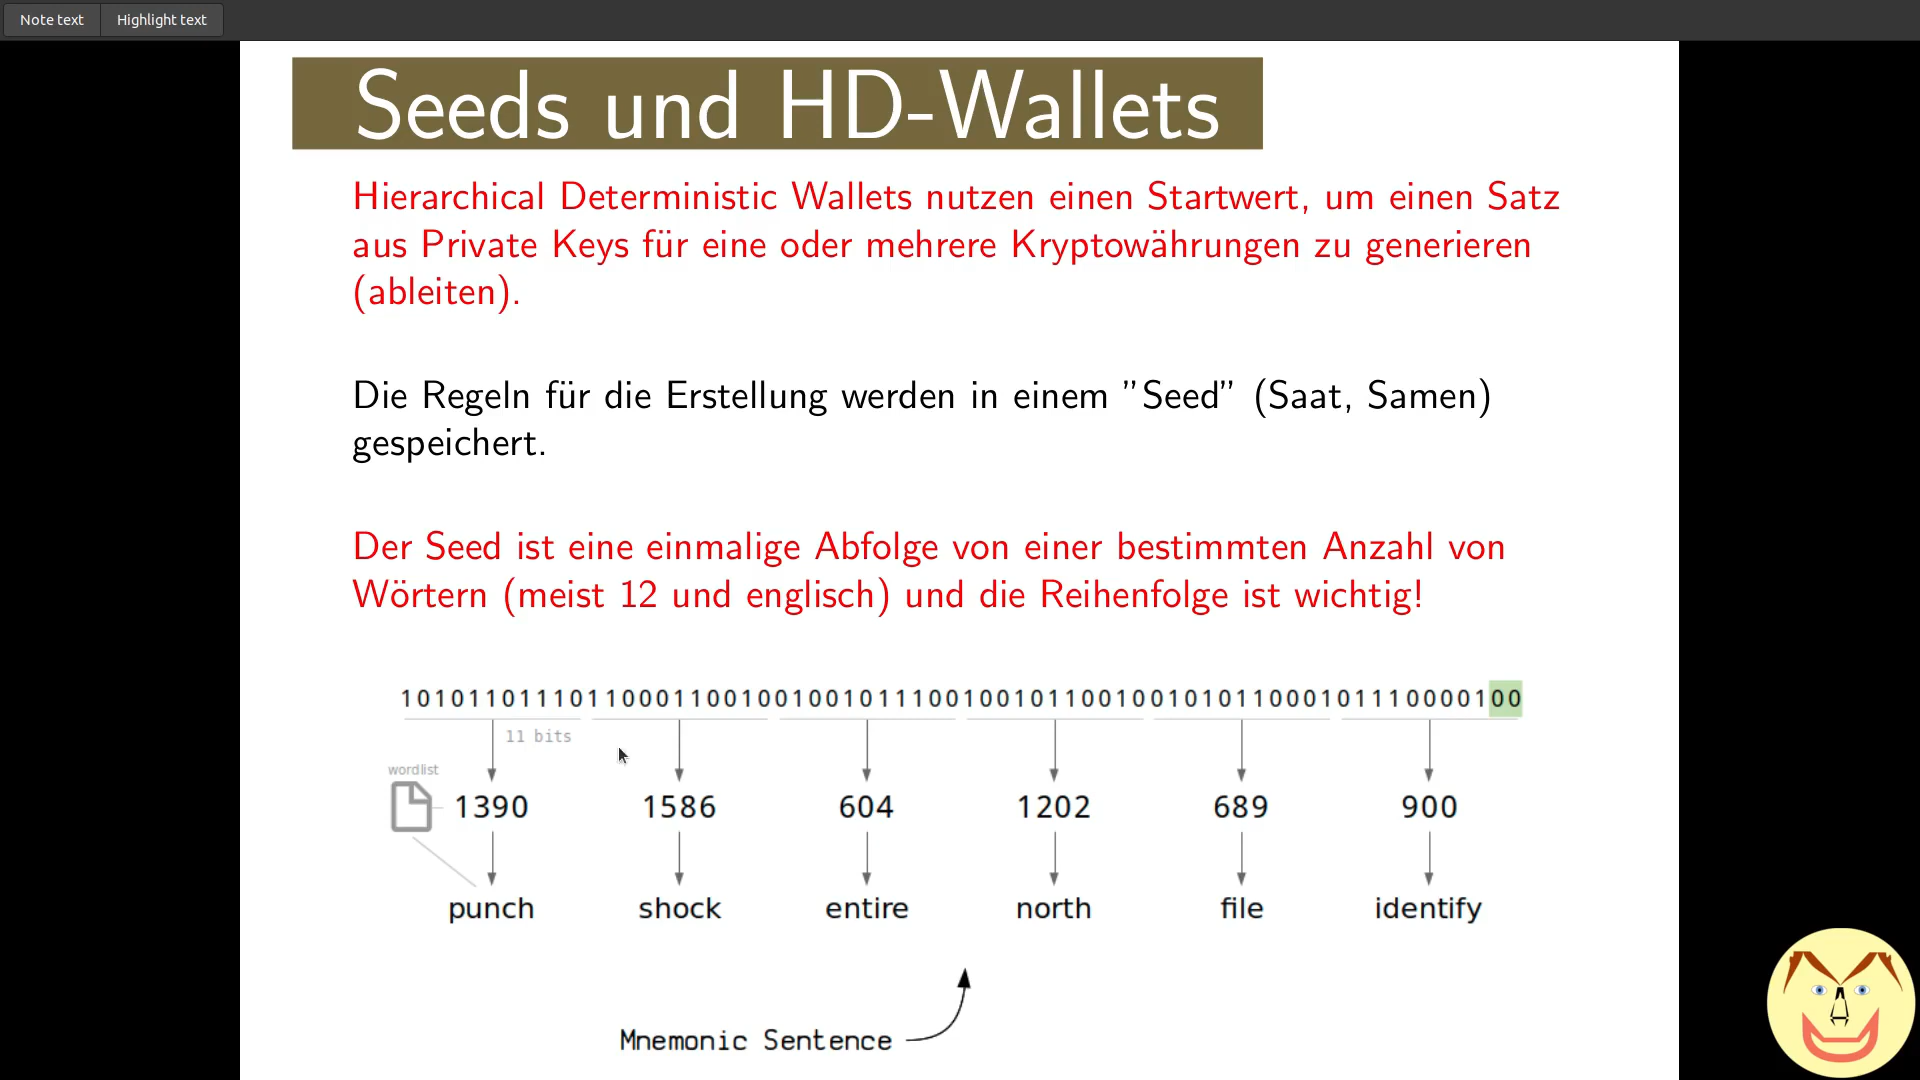 Note text
Highlight text
Seeds und HD-Wallets
Hierarchical Deterministic Wallets nutzen einen Startwert, um einen Satz
aus Private Keys für eine oder mehrere Kryptowährungen zu generieren
(ableiten).
Die Regeln für die Erstellung werden in einem ”Seed” (Saat, Samen)
gespeichert.
Der Seed ist eine einmalige Abfolge von einer bestimmten Anzahl von
Wörtern (meist 12 und englisch) und die Reihenfolge ist wichtig!
101011011101100011001001001011100100101100100101011000101110000100
11 bits
wordlist
1390 1586 604 1202 689 900
punch shock entire north file identify
Mnemonic Sentence